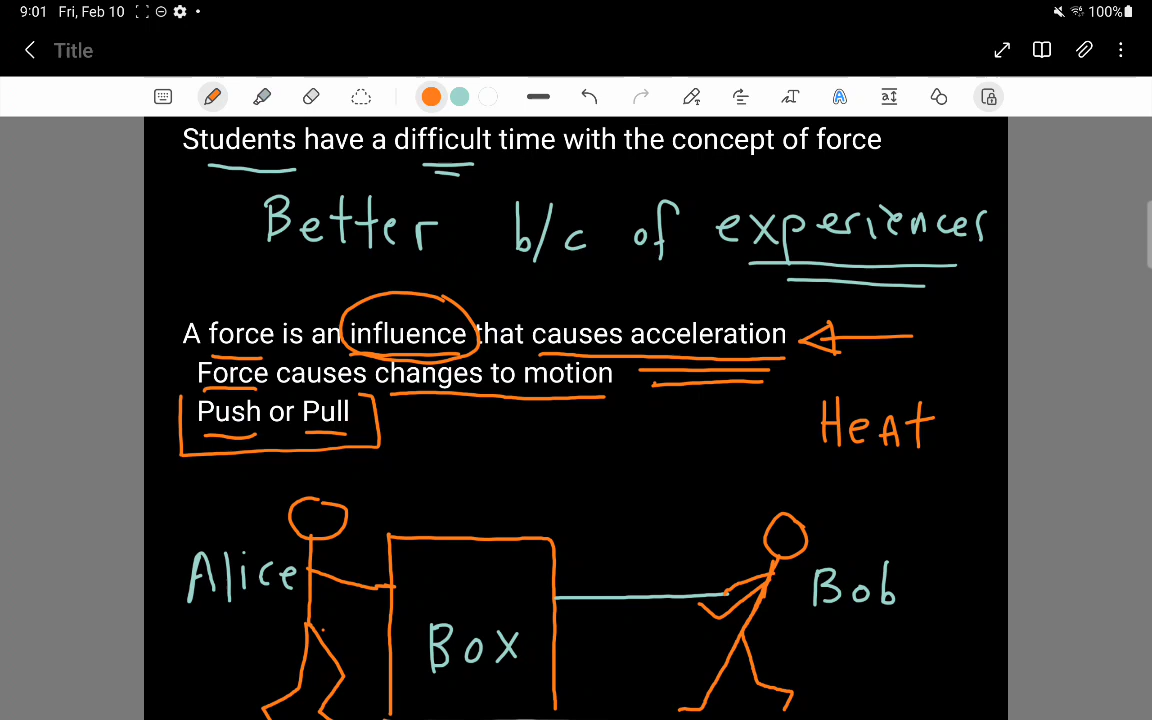 9:01 Fri, Feb 10 100%
Title
Students have a difficult time with the concept of force
Better b/c of experiences
A force is an influence that causes acceleration
Force causes changes to motion
Push or Pull
HeAt
Alice
Bob
Box